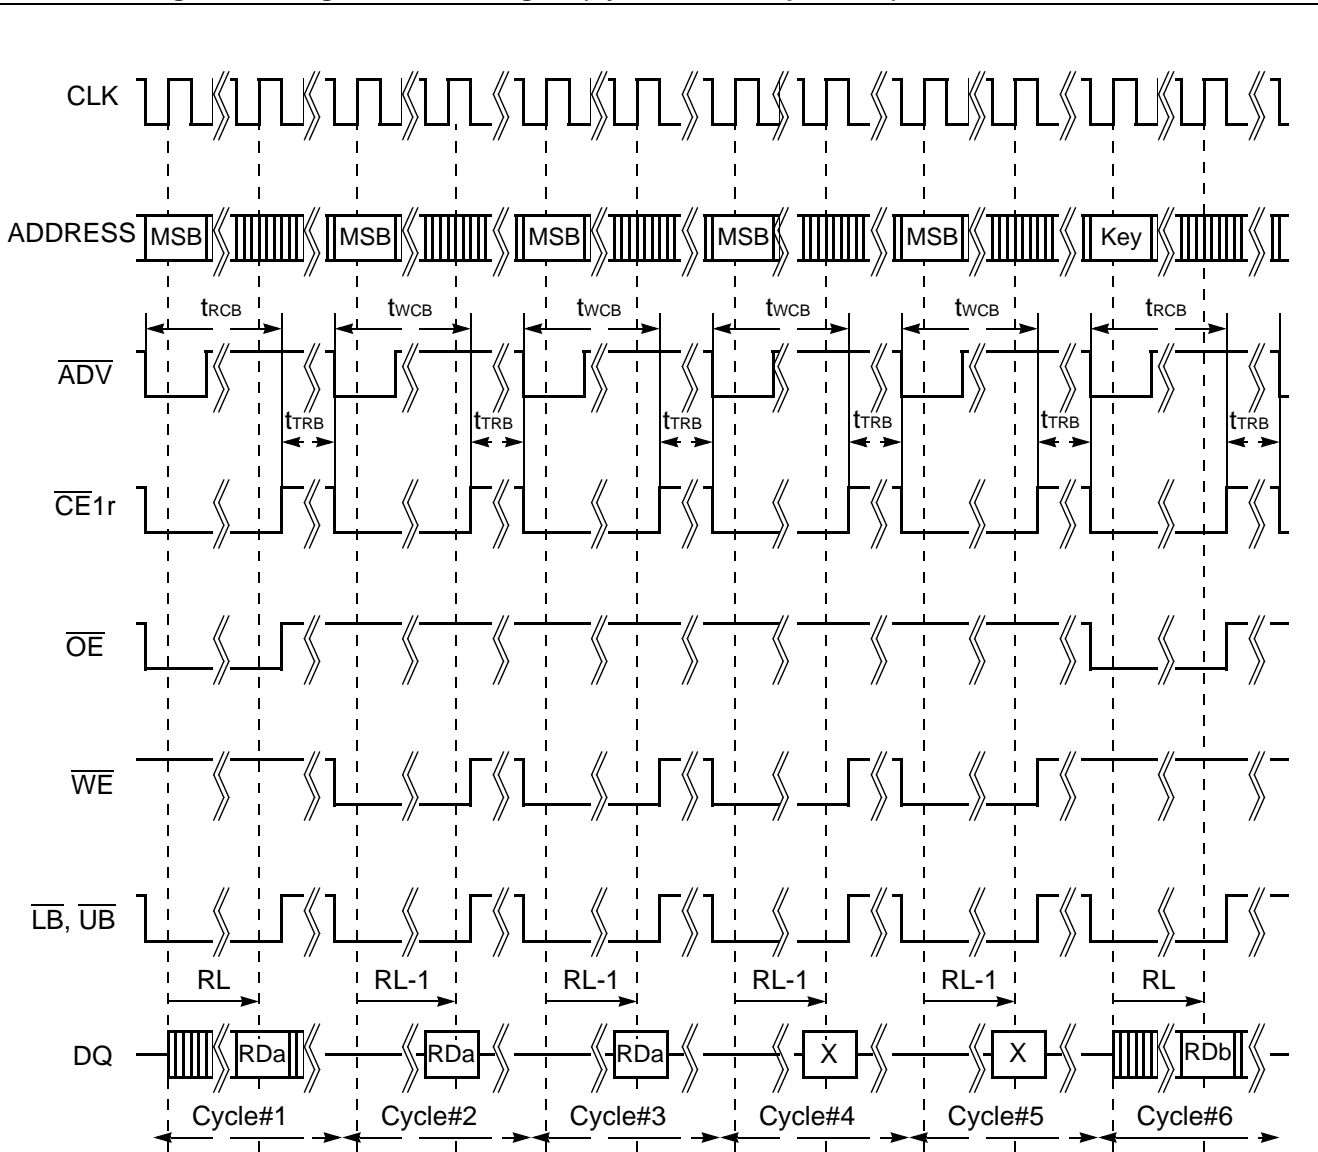 CLK
ADDRESS MSB MSB MSB MSB MSB Key
tRCB tWCB tWCB tWCB tWCB tRCB
ADV
tTRB tTRB tTRB tTRB tTRB tTRB
CE1r
OE
WE
LB, UB
RL RL-1 RL-1 RL-1 RL-1 RL
DQ RDa RDa RDa X X RDb
Cycle#1 Cycle#2 Cycle#3 Cycle#4 Cycle#5 Cycle#6